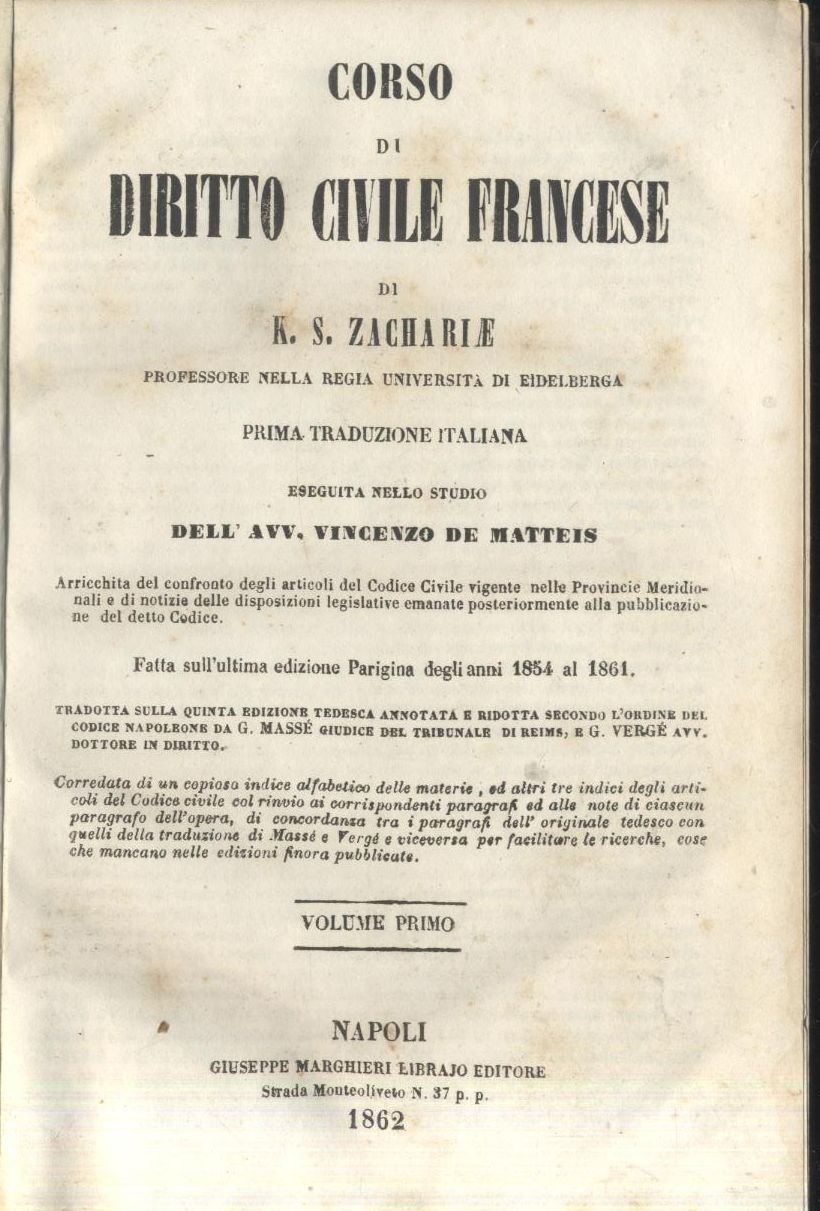 CORSO
DI
DIRITTO CIVILE FRANCESE
DI
K. S. ZACHARIÆ
PROFESSORE NELLA REGIA UNIVERSITÀ DI EIDELBERGA
PRIMA TRADUZIONE ITALIANA
ESEGUITA NELLO STUDIO
DELL' AVV. VINCENZO DE MATTEIS
Arricchita del confronto degli articoli del Codice Civile vigente nelle Provincie Meridio-
nali e di notizie delle disposizioni legislative emanate posteriormente alla pubblicazio-
ne del detto Codice.
Fatta sull'ultima edizione Parigina degli anni 1854 al 1861.
TRADOTTA SULLA QUINTA EDIZIONE TEDESCA ANNOTATA E RIDOTTA SECONDO L'ORDINE DEL
CODICE NAPOLEONE DA G. MASSÉ GIUDICE DEL TRIBUNALE DI REIMS, E G. VERGÉ AVV.
DOTTORE IN DIRITTO.
Corredata di un copioso indice alfabetico delle materie, ed altri tre indici degli arti-
coli del Codice civile col rinvio ai corrispondenti paragrafi ed alle note di ciascun
paragrafo dell'opera, di concordanza tra i paragrafi dell' originale tedesco con
quelli della traduzione di Massé e Vergé e viceversa per facilitare le ricerche, cose
che mancano nelle edizioni finora pubblicate.
VOLUME PRIMO
NAPOLI
GIUSEPPE MARGHIERI LIBRAJO EDITORE
Strada Monteoliveto N. 37 p. p.
1862